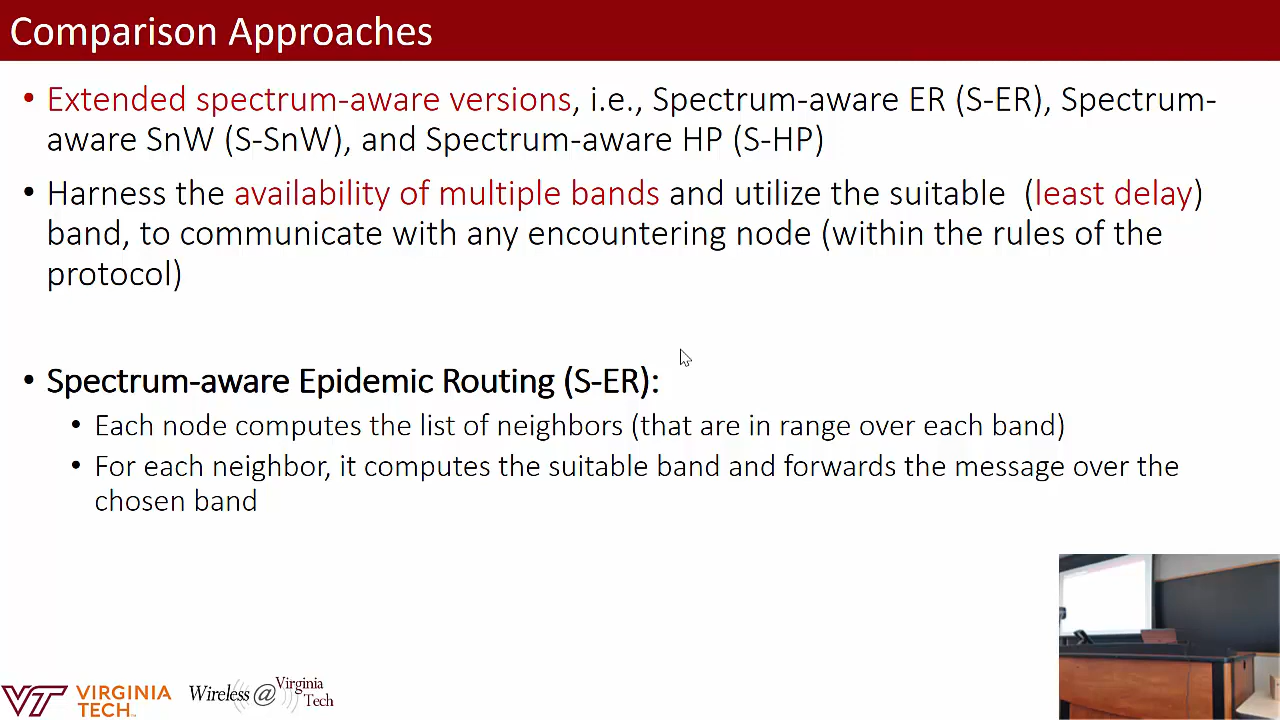 Comparison Approaches
• Extended spectrum-aware versions, i.e., Spectrum-aware ER (S-ER), Spectrum-
aware SnW (S-SnW), and Spectrum-aware HP (S-HP)
• Harness the availability of multiple bands and utilize the suitable (least delay)
band, to communicate with any encountering node (within the rules of the
protocol)
• Spectrum-aware Epidemic Routing (S-ER):
• Each node computes the list of neighbors (that are in range over each band)
• For each neighbor, it computes the suitable band and forwards the message over the
chosen band
VT VIRGINIA
TECH
Wireless@Virginia
Tech